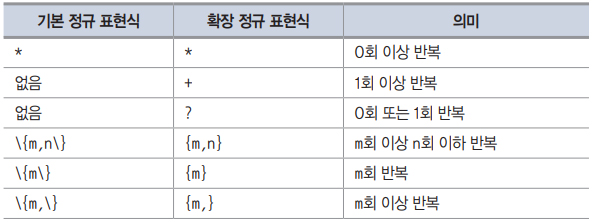 기본 정규 표현식 확장 정규 표현식 의미
* * 0회 이상 반복
없음 + 1회 이상 반복
없음 ? 0회 또는 1회 반복
\{m,n\} {m,n} m회 이상 n회 이하 반복
\{m\} {m} m회 반복
\{m,\} {m,} m회 이상 반복